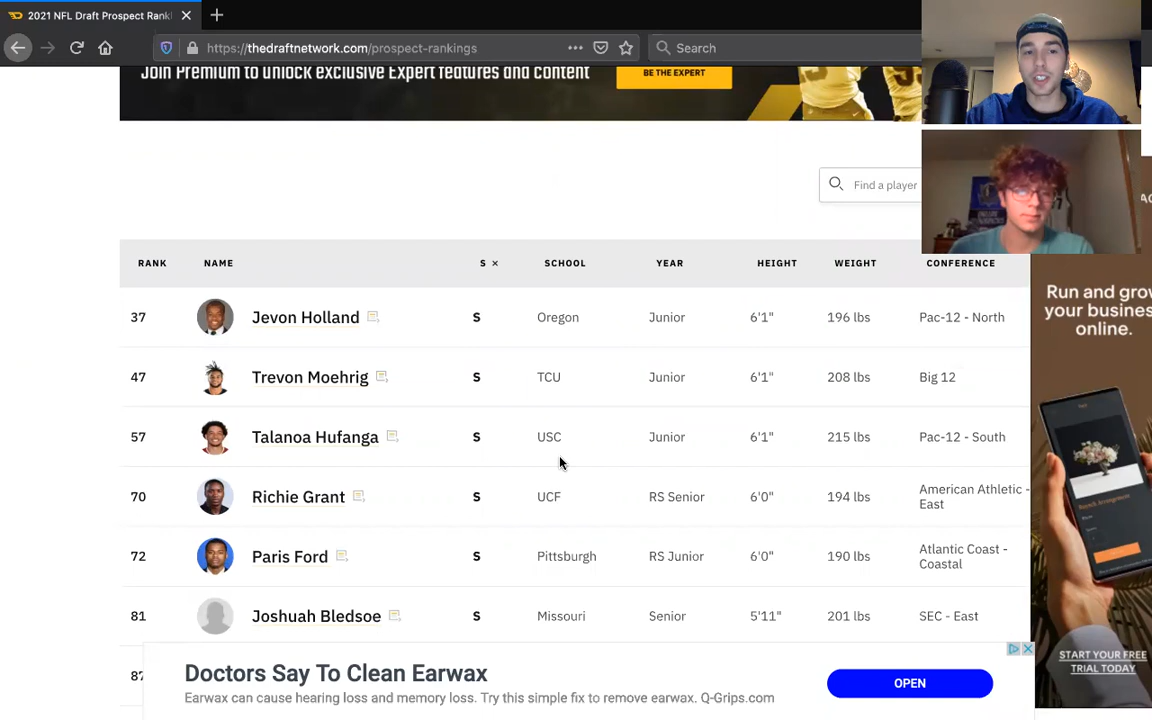 2021 NFL Draft Prospect Rank
https://thedraftnetwork.com/prospect-rankings
Search
Join Premium to unlock exclusive Expert features and content
BE THE EXPERT
Find a player
RANK NAME S × SCHOOL YEAR HEIGHT WEIGHT CONFERENCE
37 Jevon Holland S Oregon Junior 6'1" 196 lbs Pac-12 - North
47 Trevon Moehrig S TCU Junior 6'1" 208 lbs Big 12
57 Talanoa Hufanga S USC Junior 6'1" 215 lbs Pac-12 - South
70 Richie Grant S UCF RS Senior 6'0" 194 lbs American Athletic -
East
72 Paris Ford S Pittsburgh RS Junior 6'0" 190 lbs Atlantic Coast -
Coastal
81 Joshuah Bledsoe S Missouri Senior 5'11" 201 lbs SEC - East
Run and grow
your business
online.
START YOUR FREE
TRIAL TODAY
Doctors Say To Clean Earwax
Earwax can cause hearing loss and memory loss. Try this simple fix to remove earwax. Q-Grips.com
OPEN